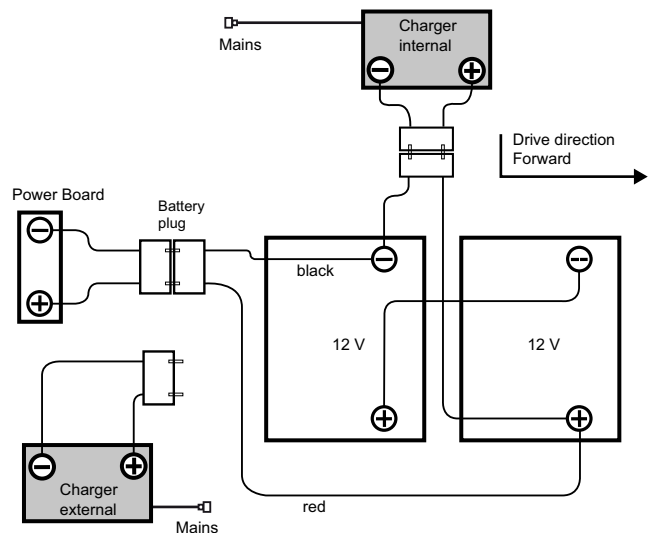 Charger
internal
Mains
Drive direction
Forward
Power Board
Battery
plug
black
12 V
12 V
Charger
external
red
Mains